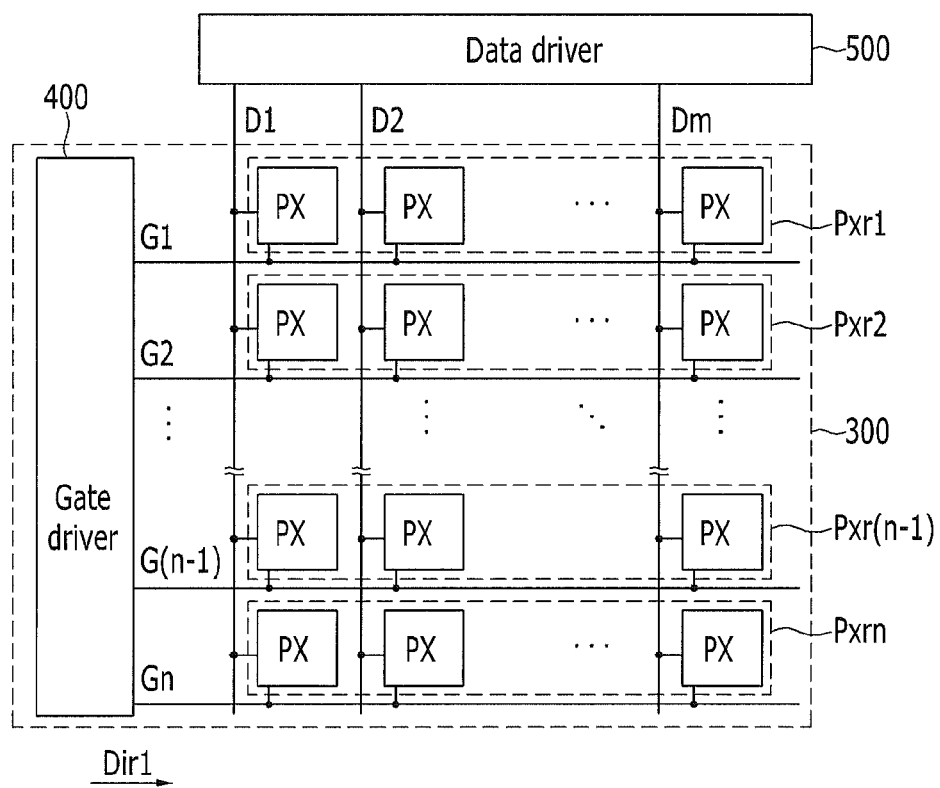 Data driver
500
400
D1
D2
Dm
PX
PX
...
PX
Pxr1
G1
PX
PX
...
PX
Pxr2
G2
300
Gate
driver
PX
PX
PX
Pxr(n-1)
G(n-1)
PX
PX
...
PX
Pxrn
Gn
Dir1